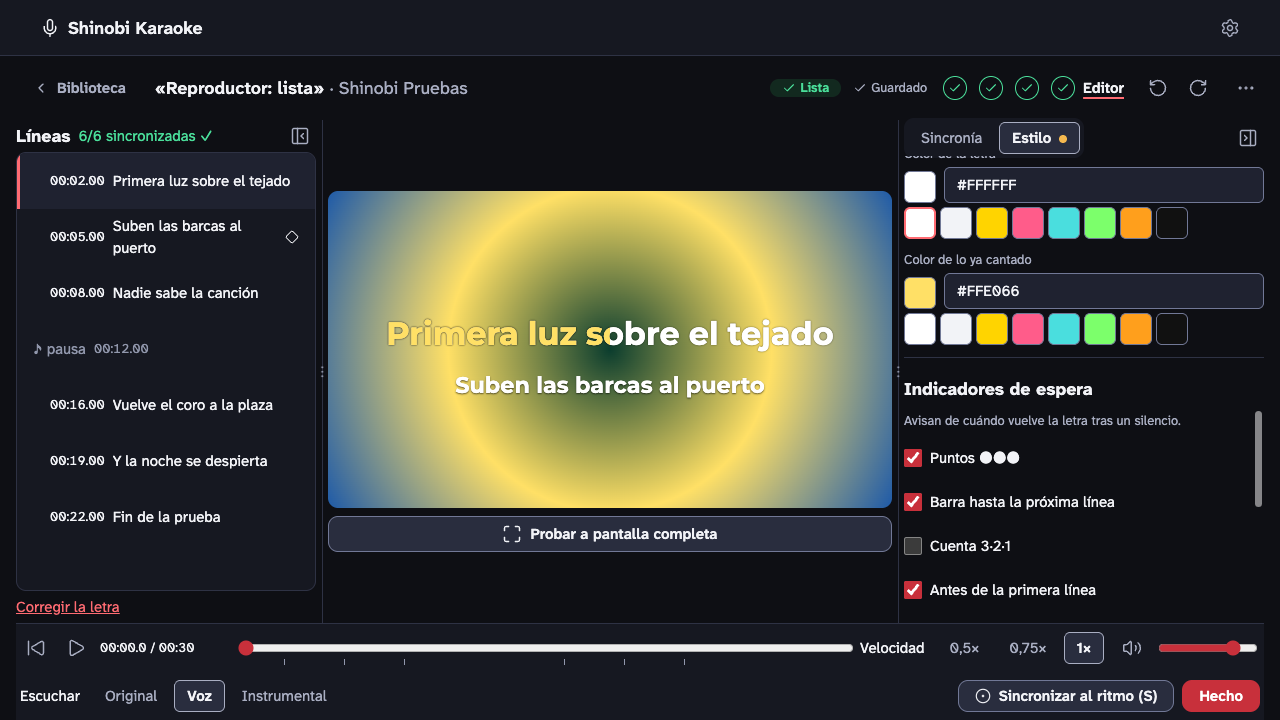 Shinobi Karaoke
Biblioteca
«Reproductor: lista» · Shinobi Pruebas
Lista
Guardado
Editor
Líneas 6/6 sincronizadas
00:02.00 Primera luz sobre el tejado
00:05.00 Suben las barcas al
puerto
00:08.00 Nadie sabe la canción
pausa 00:12.00
00:16.00 Vuelve el coro a la plaza
00:19.00 Y la noche se despierta
00:22.00 Fin de la prueba
Corregir la letra
Primera luz sobre el tejado
Suben las barcas al puerto
Probar a pantalla completa
Sincronía
Estilo
Color de la letra
#FFFFFF
Color de lo ya cantado
#FFE066
Indicadores de espera
Avisan de cuándo vuelve la letra tras un silencio.
Puntos
Barra hasta la próxima línea
Cuenta 3·2·1
Antes de la primera línea
00:00.0 / 00:30
Velocidad 0,5× 0,75× 1×
Escuchar Original Voz Instrumental
Sincronizar al ritmo (S)
Hecho